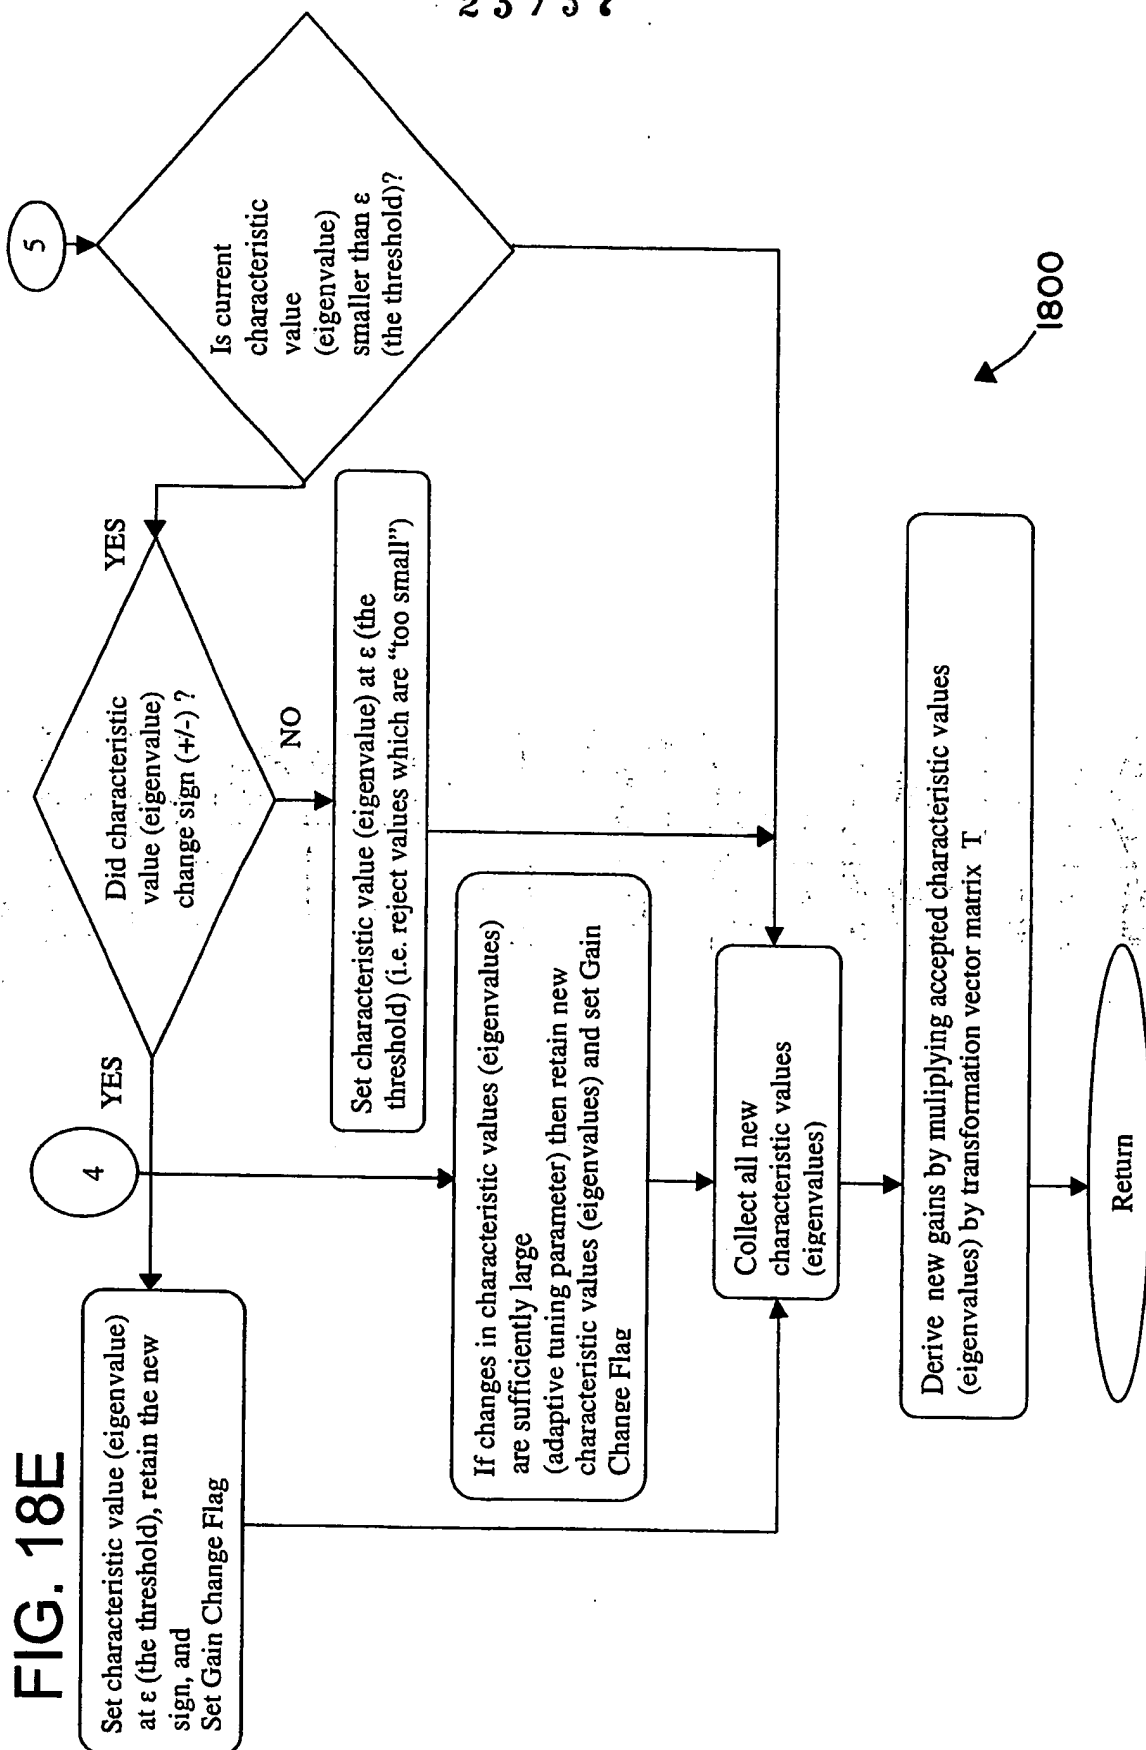 FIG. 18E
Set characteristic value (eigenvalue)
at ε (the threshold), retain the new
sign, and
Set Gain Change Flag
4
YES
Did characteristic
value (eigenvalue)
change sign (+/-) ?
YES
NO
5
Is current
characteristic
value
(eigenvalue)
smaller than ε
(the threshold)?
Set characteristic value (eigenvalue) at ε (the
threshold) (i.e. reject values which are “too small”)
If changes in characteristic values (eigenvalues)
are sufficiently large
(adaptive tuning parameter) then retain new
characteristic values (eigenvalues) and set Gain
Change Flag
Collect all new
characteristic values
(eigenvalues)
Derive new gains by muliplying accepted characteristic values
(eigenvalues) by transformation vector matrix T
Return
1800